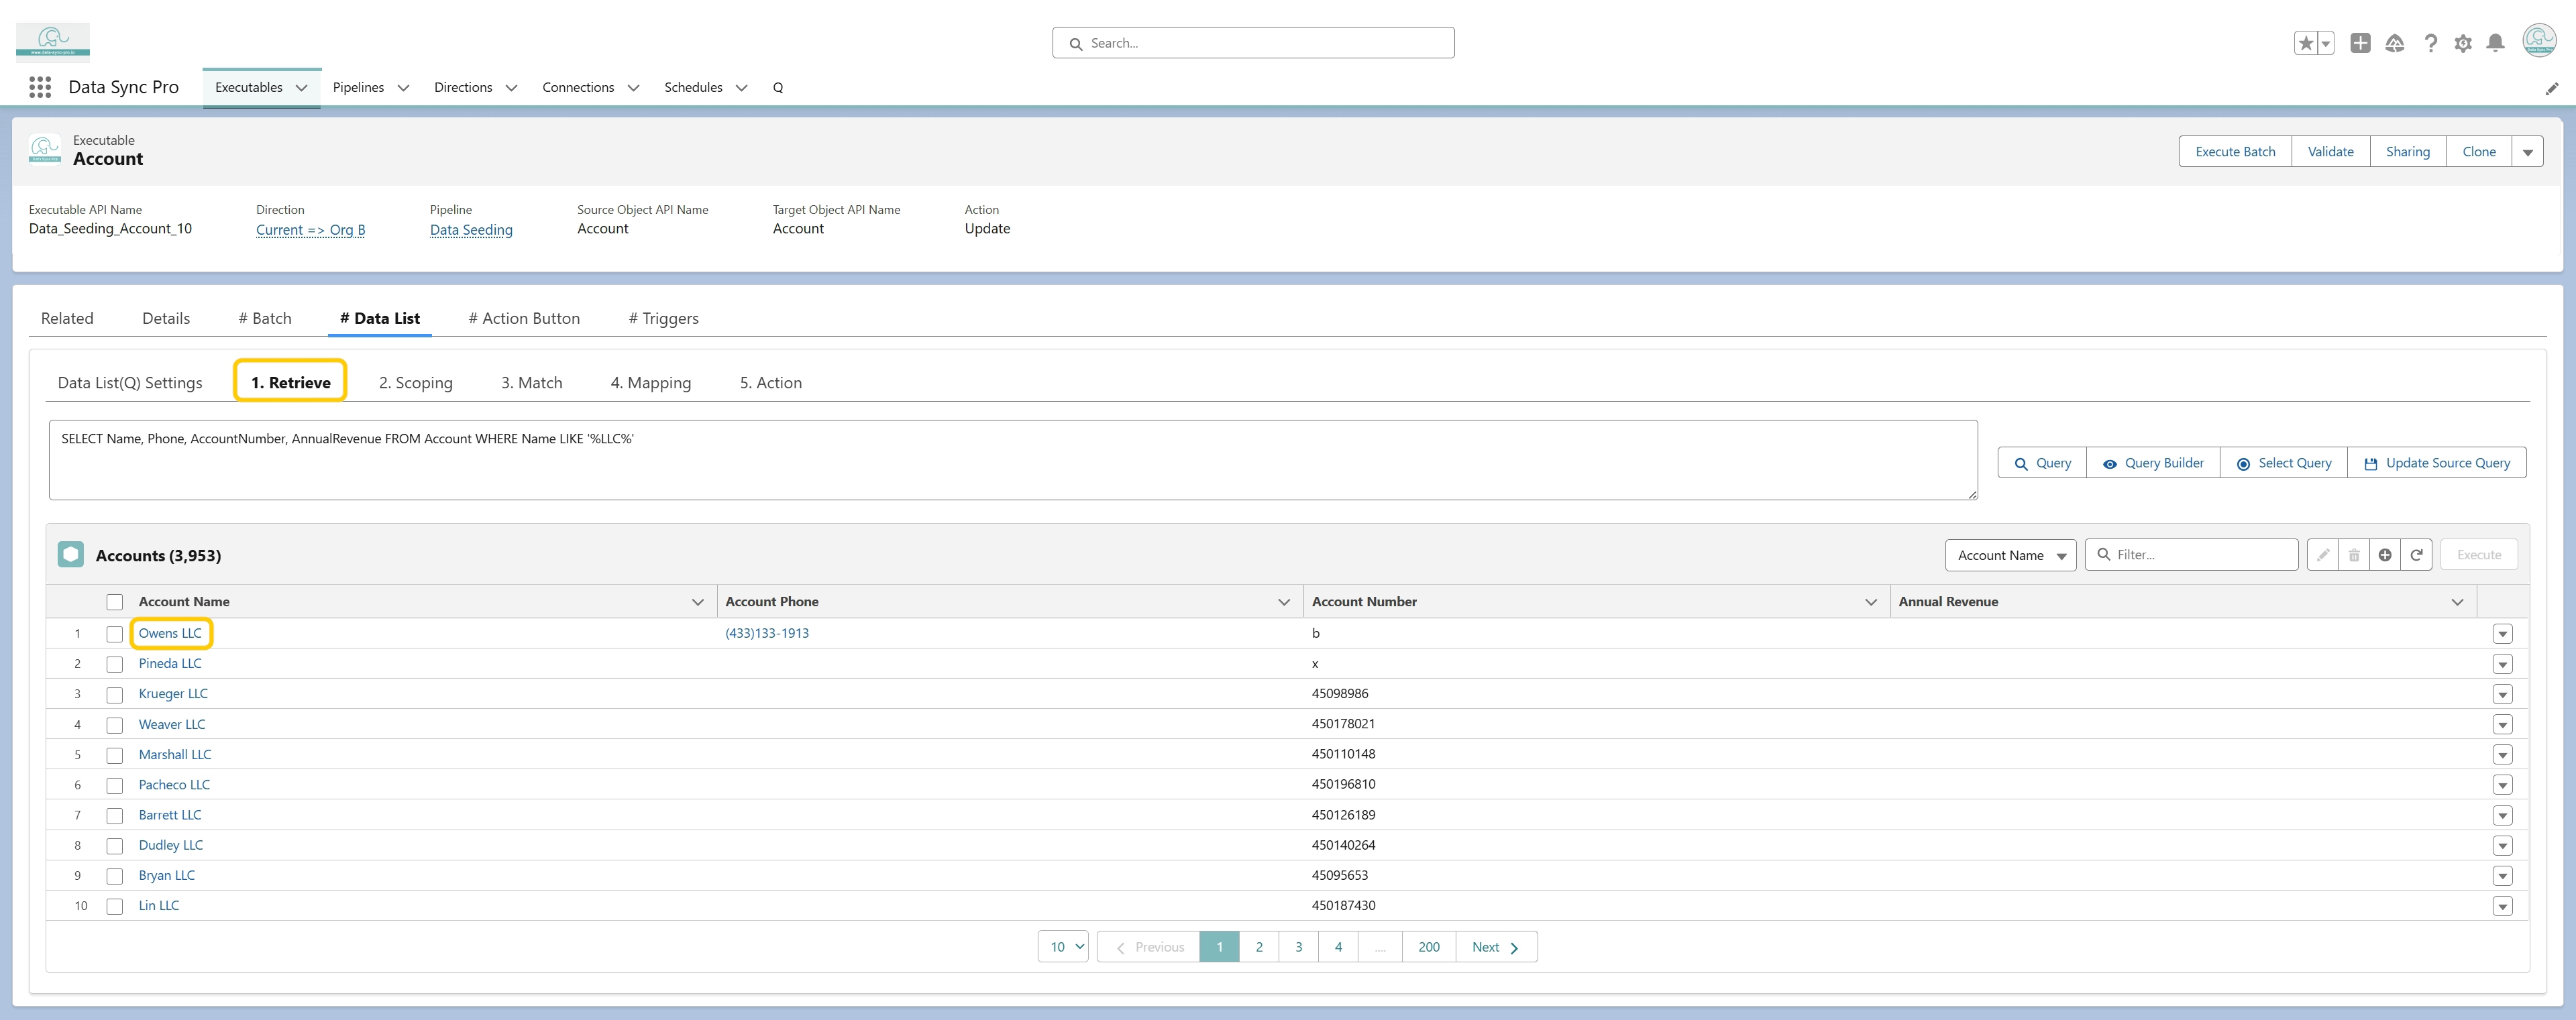 www.data-sync-pro.io
Search...
Data Sync Pro
Executables
Pipelines
Directions
Connections
Schedules
Q
Executable
Account
Execute Batch
Validate
Sharing
Clone
Executable API Name
Direction
Pipeline
Source Object API Name
Target Object API Name
Action
Data_Seeding_Account_10
Current => Org B
Data Seeding
Account
Account
Update
Related
Details
# Batch
# Data List
# Action Button
# Triggers
Data List(Q) Settings
1. Retrieve
2. Scoping
3. Match
4. Mapping
5. Action
SELECT Name, Phone, AccountNumber, AnnualRevenue FROM Account WHERE Name LIKE '%LLC%'
Query
Query Builder
Select Query
Update Source Query
Accounts (3,953)
Account Name
Filter...
Execute
Account Name
Account Phone
Account Number
Annual Revenue
1 Owens LLC (433)133-1913 b
2 Pineda LLC x
3 Krueger LLC 45098986
4 Weaver LLC 450178021
5 Marshall LLC 450110148
6 Pacheco LLC 450196810
7 Barrett LLC 450126189
8 Dudley LLC 450140264
9 Bryan LLC 45095653
10 Lin LLC 450187430
10
Previous
1
2
3
4
....
200
Next